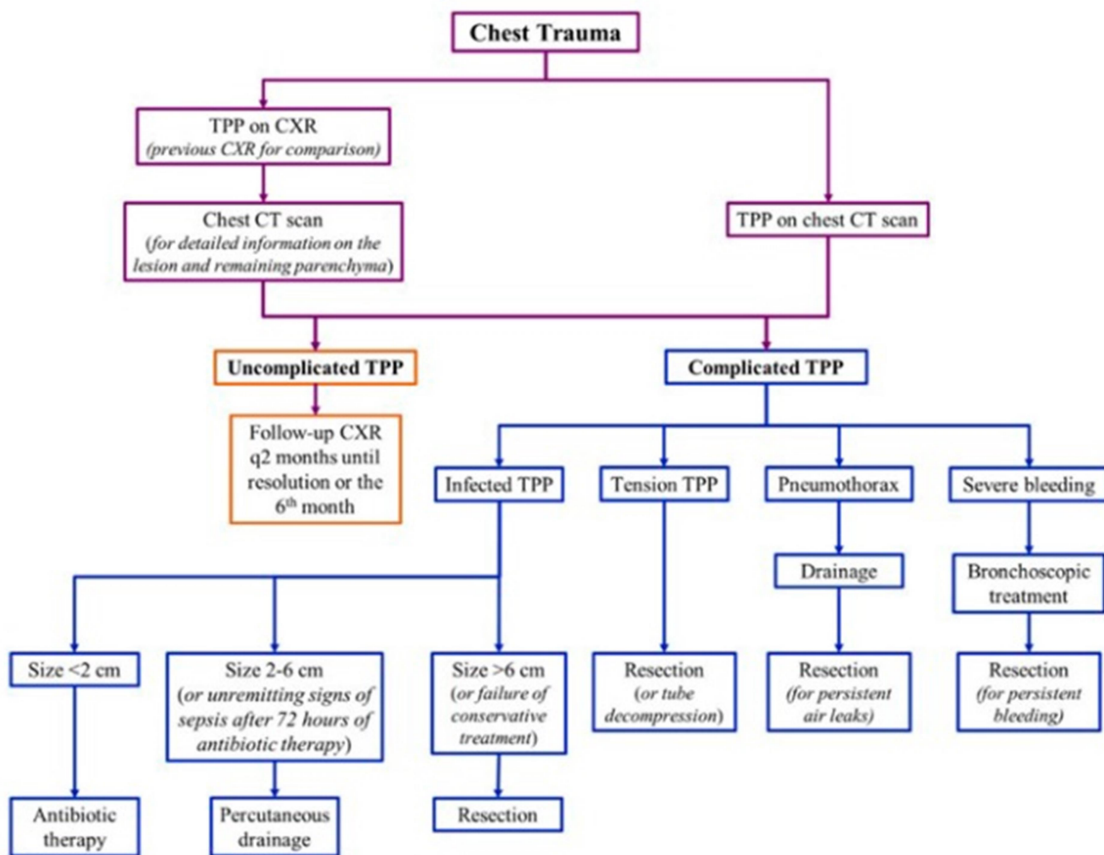 Chest Trauma
TPP on CXR
(previous CXR for comparison)
Chest CT scan
(for detailed information on the
lesion and remaining parenchyma)
TPP on chest CT scan
Uncomplicated TPP
Complicated TPP
Follow-up CXR
q2 months until
resolution or the
6th month
Infected TPP
Tension TPP
Pneumothorax
Severe bleeding
Drainage
Bronchoscopic
treatment
Size <2 cm
Size 2-6 cm
(or unremitting signs of
sepsis after 72 hours of
antibiotic therapy)
Size >6 cm
(or failure of
conservative
treatment)
Resection
(or tube
decompression)
Resection
(for persistent
air leaks)
Resection
(for persistent
bleeding)
Antibiotic
therapy
Percutaneous
drainage
Resection